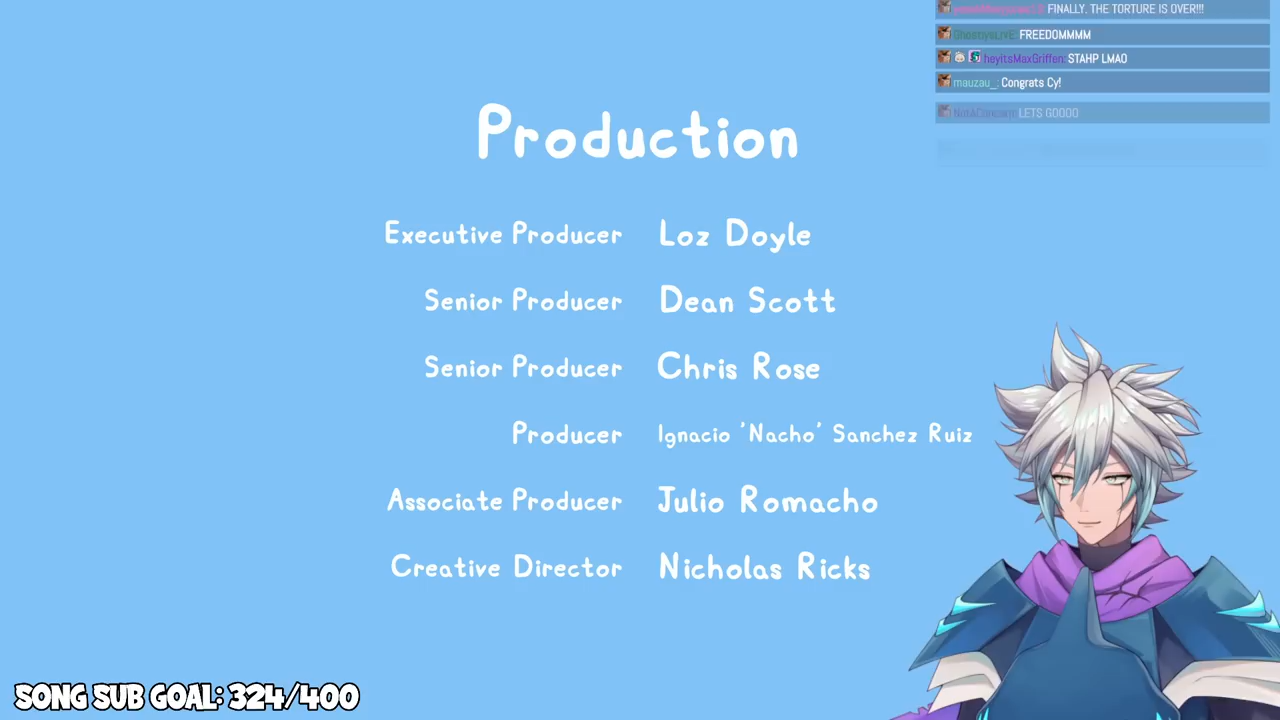 FINALLY. THE TORTURE IS OVER!!!
GhostysLIVE: FREEDOMMMM
heyitsMaxGriffen: STAHP LMAO
mauzau_: Congrats Cy!
LETS GOOOO
Production
Executive Producer Loz Doyle
Senior Producer Dean Scott
Senior Producer Chris Rose
Producer Ignacio 'Nacho' Sanchez Ruiz
Associate Producer Julio Romacho
Creative Director Nicholas Ricks
SONG SUB GOAL: 324/400